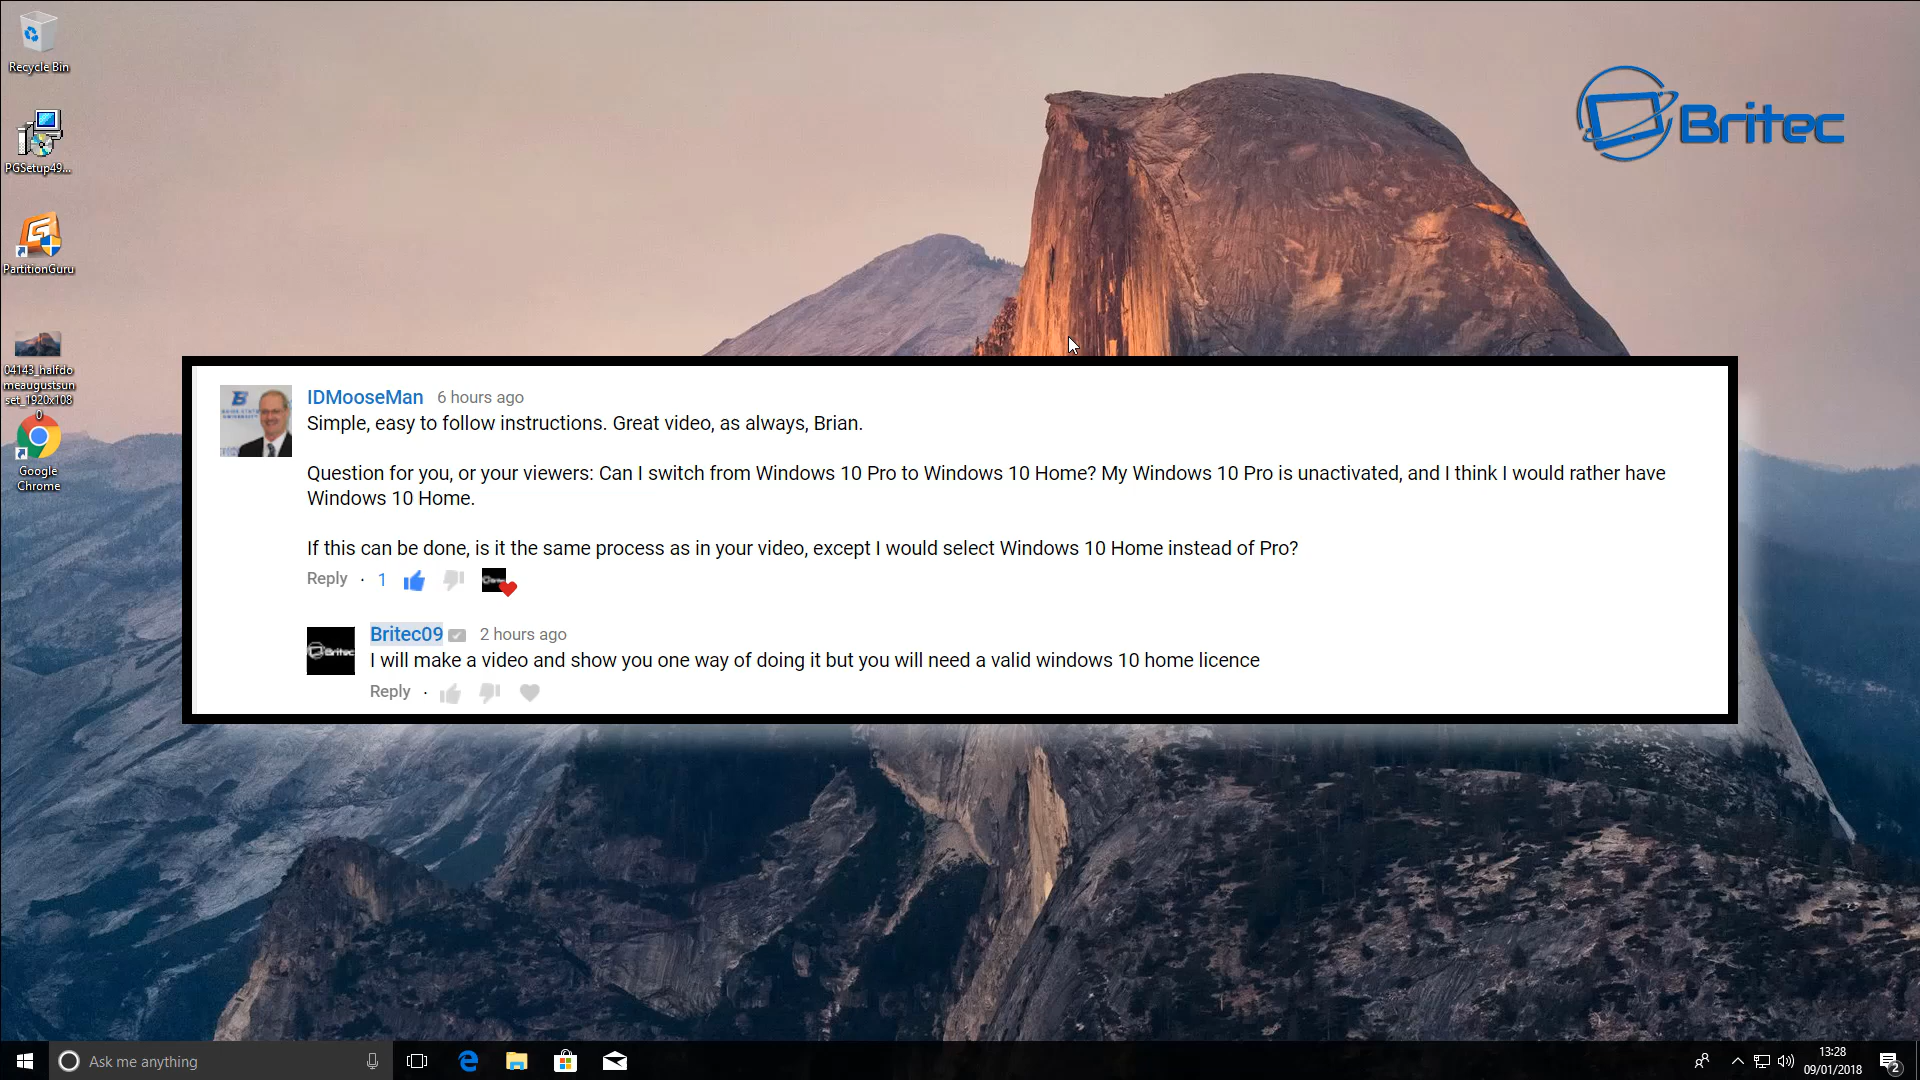 Recycle Bin
PGSetup49...
PartitionGuru
04143_halfdo
meaugustsun
set_1920x108
0
Google
Chrome
Britec
IDMooseMan 6 hours ago
Simple, easy to follow instructions. Great video, as always, Brian.
Question for you, or your viewers: Can I switch from Windows 10 Pro to Windows 10 Home? My Windows 10 Pro is unactivated, and I think I would rather have
Windows 10 Home.
If this can be done, is it the same process as in your video, except I would select Windows 10 Home instead of Pro?
Reply · 1
Britec09 2 hours ago
Britec
I will make a video and show you one way of doing it but you will need a valid windows 10 home licence
Reply ·
Ask me anything
13:28
09/01/2018
2